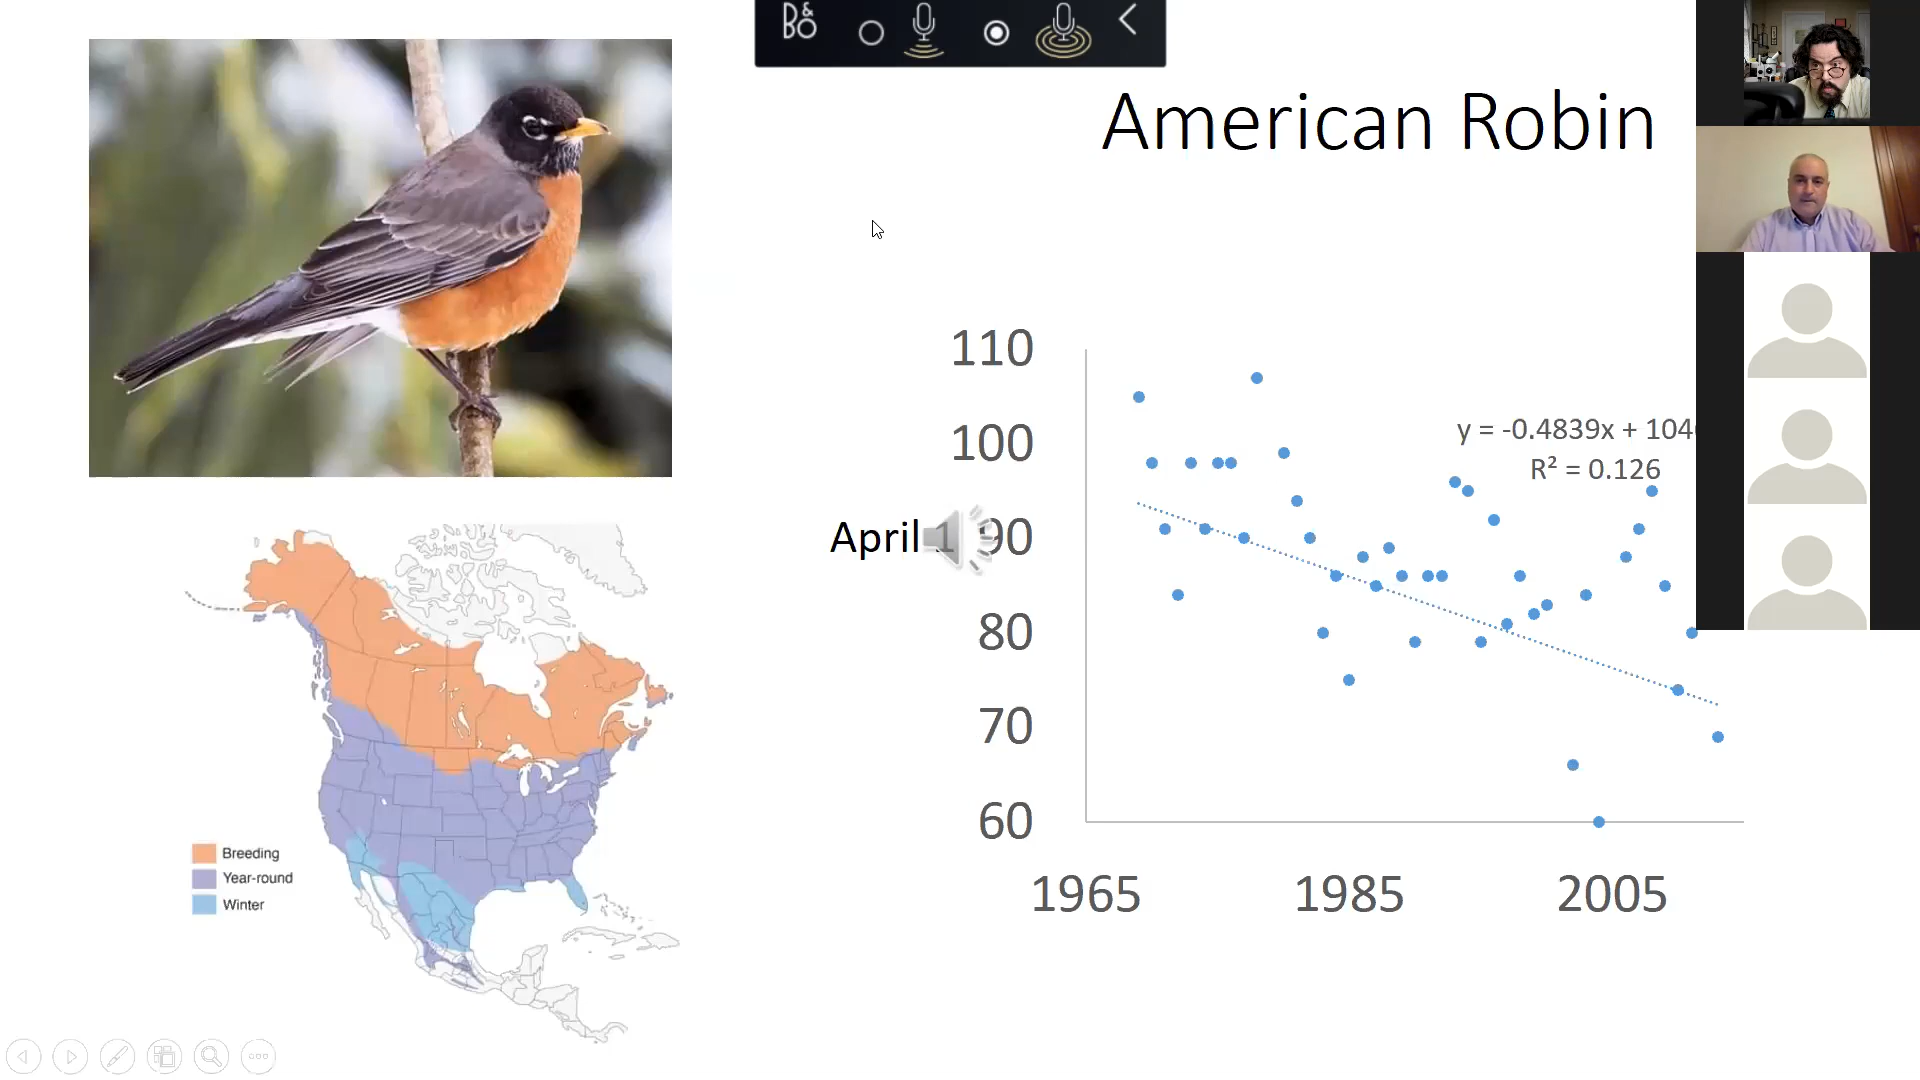 B&O
American Robin
110
100
y = -0.4839x + 104
R² = 0.126
April 1
90
80
70
60
1965
1985
2005
Breeding
Year-round
Winter